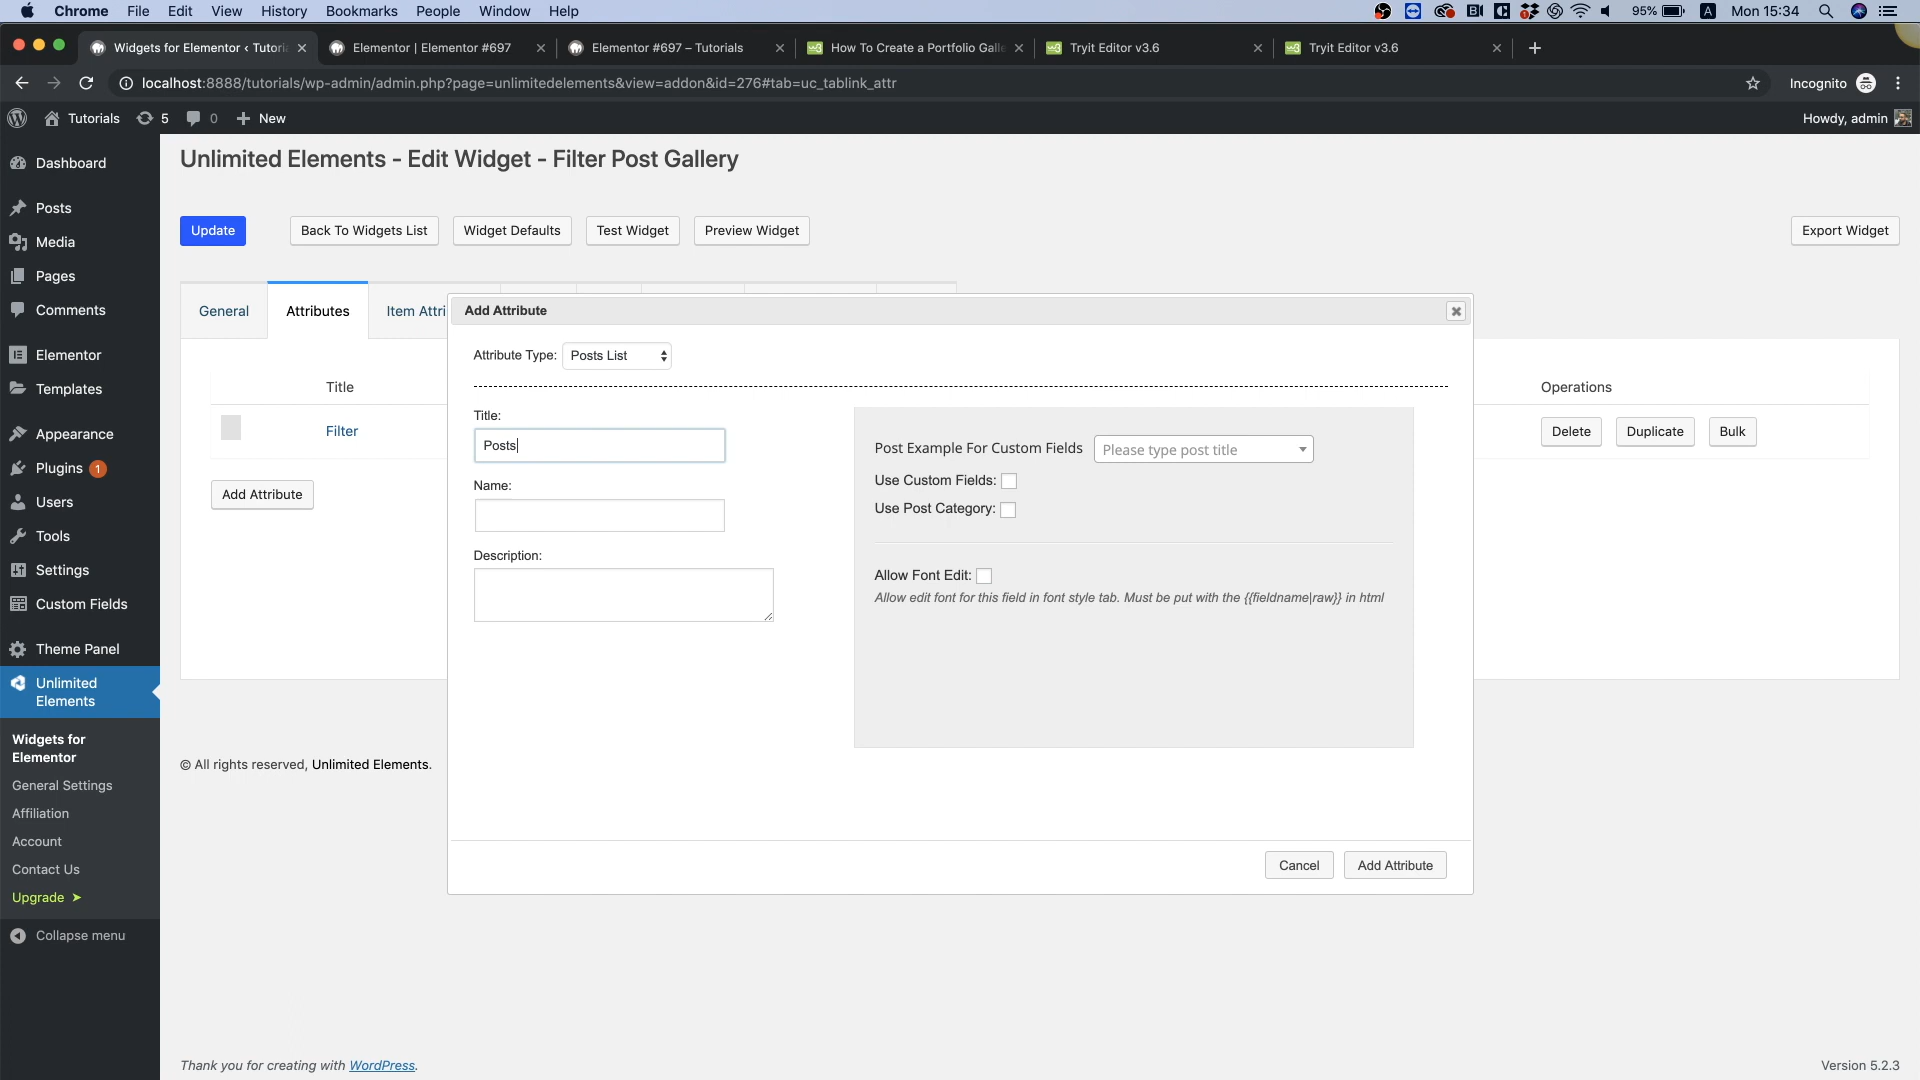 Chrome File Edit View History Bookmarks People Window Help 95% A Mon 15:34
Widgets for Elementor ‹ Tutoria Elementor | Elementor #697 Elementor #697 – Tutorials How To Create a Portfolio Galle Tryit Editor v3.6 Tryit Editor v3.6
localhost:8888/tutorials/wp-admin/admin.php?page=unlimitedelements&view=addon&id=276#tab=uc_tablink_attr Incognito
Tutorials 5 0 New Howdy, admin
Dashboard
Posts
Media
Pages
Comments
Elementor
Templates
Appearance
Plugins 1
Users
Tools
Settings
Custom Fields
Theme Panel
Unlimited
Elements
Widgets for
Elementor
General Settings
Affiliation
Account
Contact Us
Upgrade ➤
Collapse menu
Unlimited Elements - Edit Widget - Filter Post Gallery
Update Back To Widgets List Widget Defaults Test Widget Preview Widget Export Widget
General Attributes Item Attri
Title Operations
Filter Delete Duplicate Bulk
Add Attribute
Add Attribute
Attribute Type: Posts List
Title:
Posts
Name:
Description:
Post Example For Custom Fields Please type post title
Use Custom Fields:
Use Post Category:
Allow Font Edit:
Allow edit font for this field in font style tab. Must be put with the {{fieldname|raw}} in html
Cancel Add Attribute
© All rights reserved, Unlimited Elements.
Thank you for creating with WordPress. Version 5.2.3